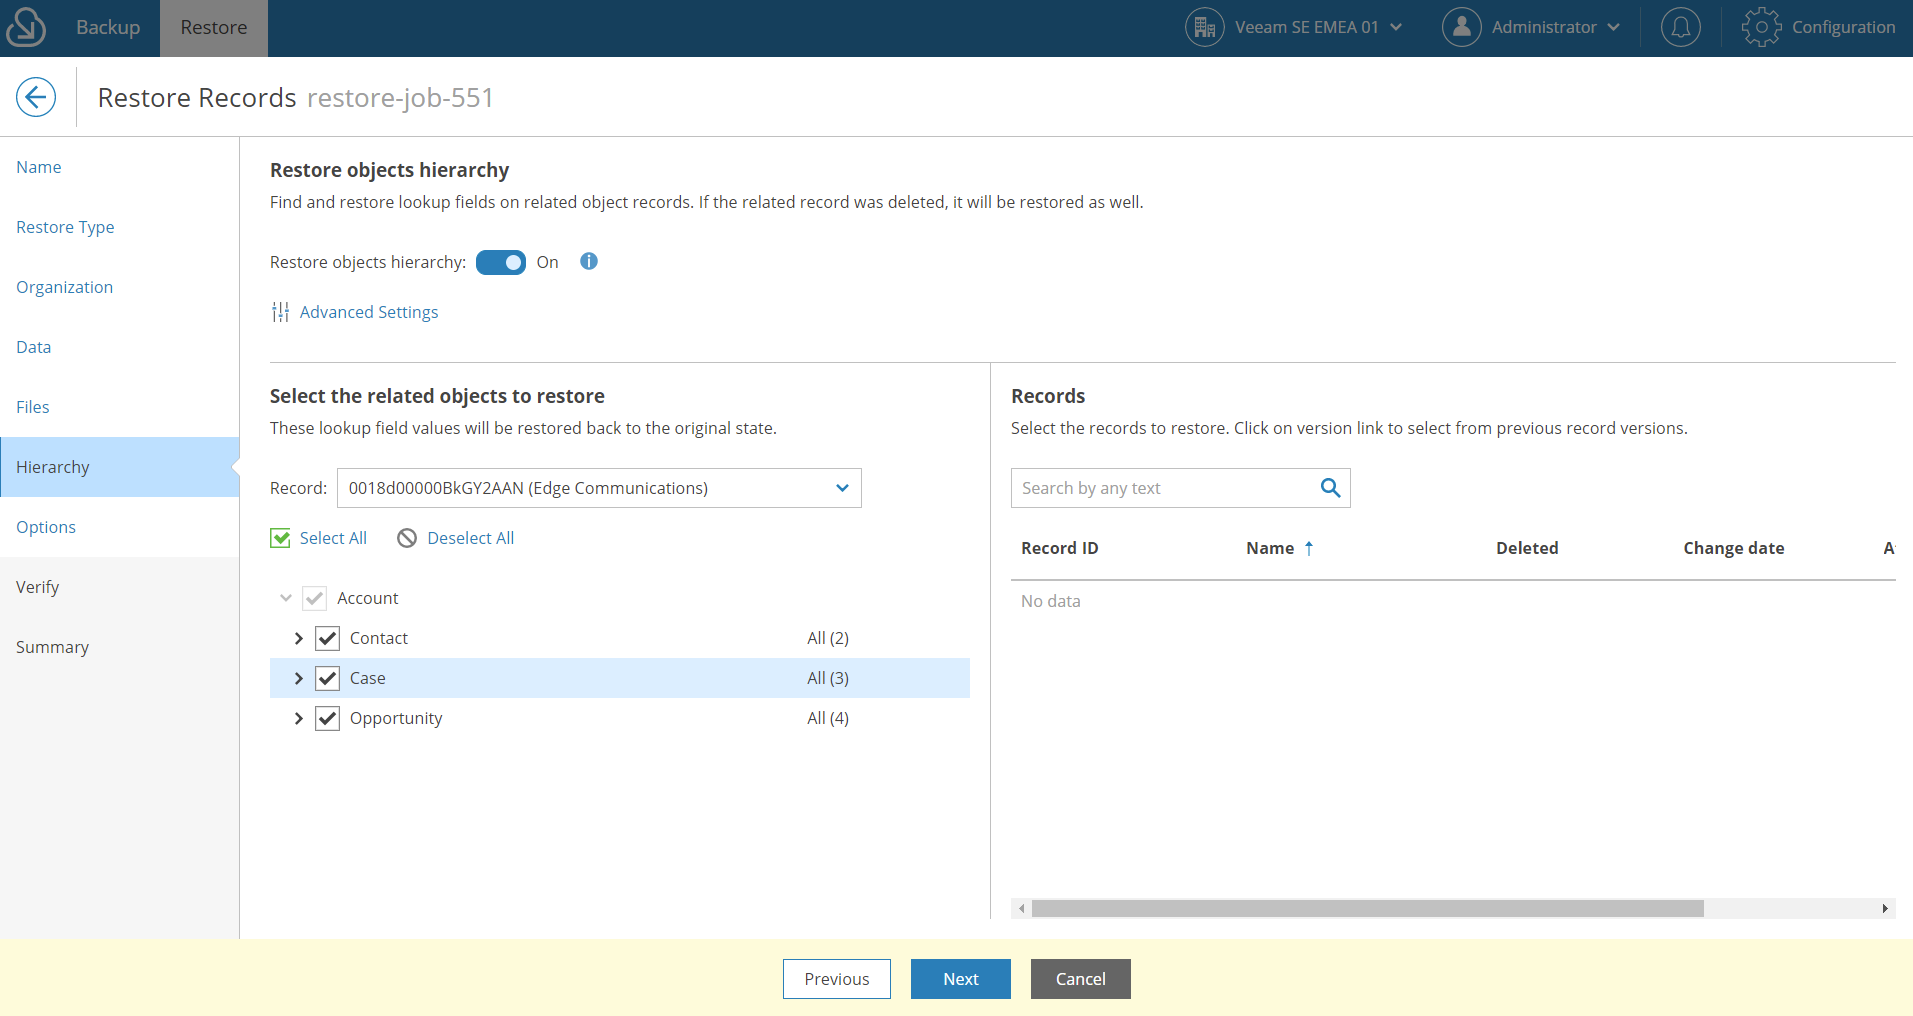 Backup
Restore
Veeam SE EMEA 01
Administrator
Configuration
Restore Records restore-job-551
Name
Restore Type
Organization
Data
Files
Hierarchy
Options
Verify
Summary
Restore objects hierarchy
Find and restore lookup fields on related object records. If the related record was deleted, it will be restored as well.
Restore objects hierarchy: On
Advanced Settings
Select the related objects to restore
These lookup field values will be restored back to the original state.
Record: 0018d00000BkGY2AAN (Edge Communications)
Select All Deselect All
Account
Contact All (2)
Case All (3)
Opportunity All (4)
Records
Select the records to restore. Click on version link to select from previous record versions.
Search by any text
Record ID Name Deleted Change date
No data
Previous Next Cancel